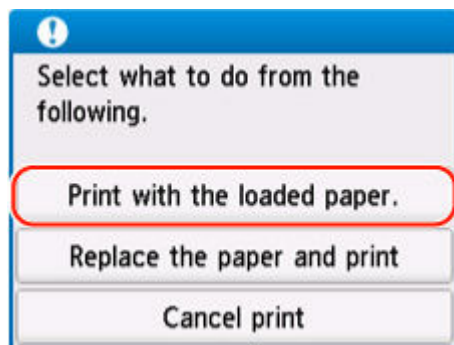 Select what to do from the
following.
Print with the loaded paper.
Replace the paper and print
Cancel print